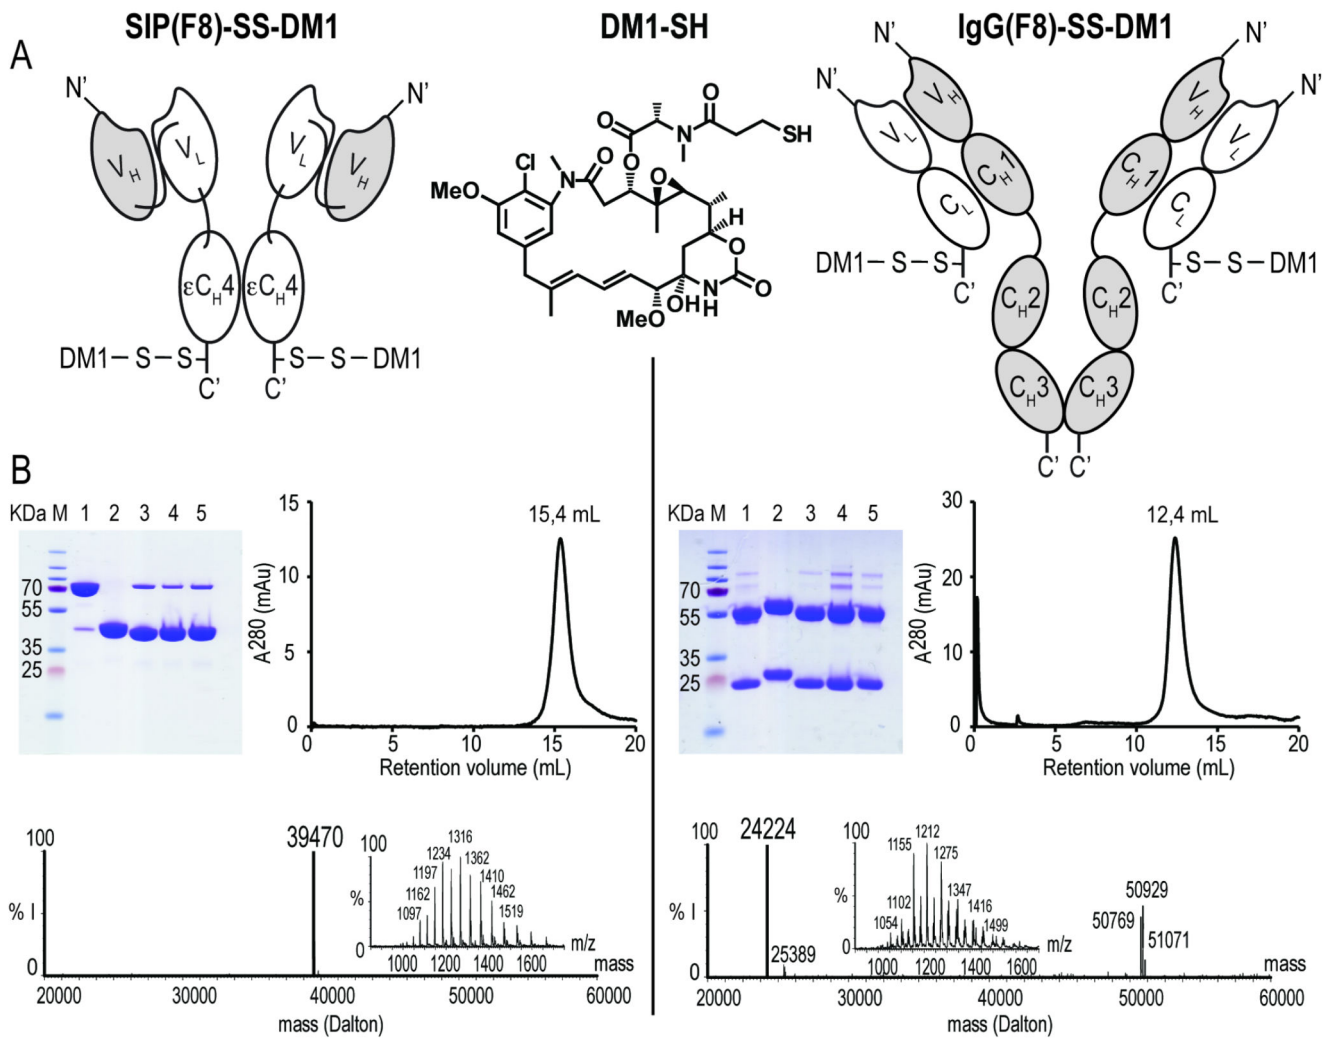 SIP(F8)-SS-DM1
DM1-SH
IgG(F8)-SS-DM1
A
N'
VH
VL
VL
VH
N'
εCH4
εCH4
DM1–S–S
S–S–DM1
C'
C'
O
O
N
SH
O
Cl
N
O
O
MeO
H
O
NH
O
OH
MeO
N'
N'
VH
VL
CH1
CL
DM1–S–S
C'
CH2
CH3
C'
N'
N'
VH
VL
CH1
CL
S–S–DM1
C'
CH2
CH3
C'
B
KDa M 1 2 3 4 5
70
55
35
25
15
10
5
0
A280 (mAu)
15,4 mL
0 5 10 15 20
Retention volume (mL)
KDa M 1 2 3 4 5
70
55
35
25
30
20
10
0
A280 (mAu)
12,4 mL
0 5 10 15 20
Retention volume (mL)
100
% I
0
39470
100
%
0
1097
1162
1197
1234
1316
1362
1410
1462
1519
m/z
1000 1200 1400 1600
mass
20000 30000 40000 50000 60000
mass (Dalton)
100
% I
0
24224
25389
100
%
0
1054
1102
1155
1212
1275
1347
1416
1499
m/z
1000 1200 1400 1600
50769
50929
51071
mass
20000 30000 40000 50000 60000
mass (Dalton)